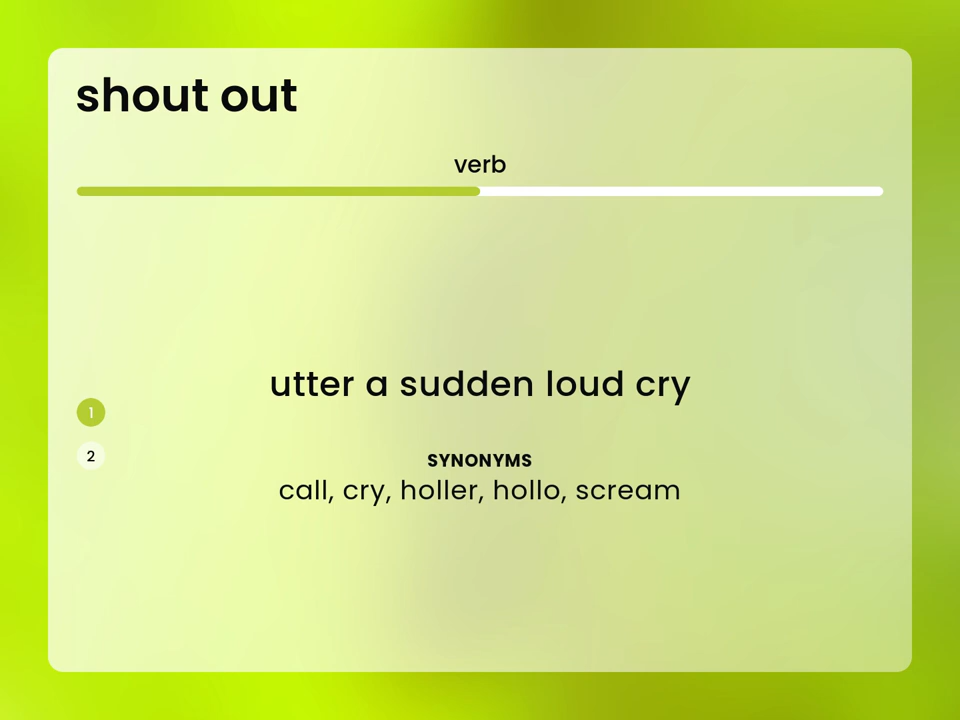 shout out
verb
utter a sudden loud cry
1
2
SYNONYMS
call, cry, holler, hollo, scream